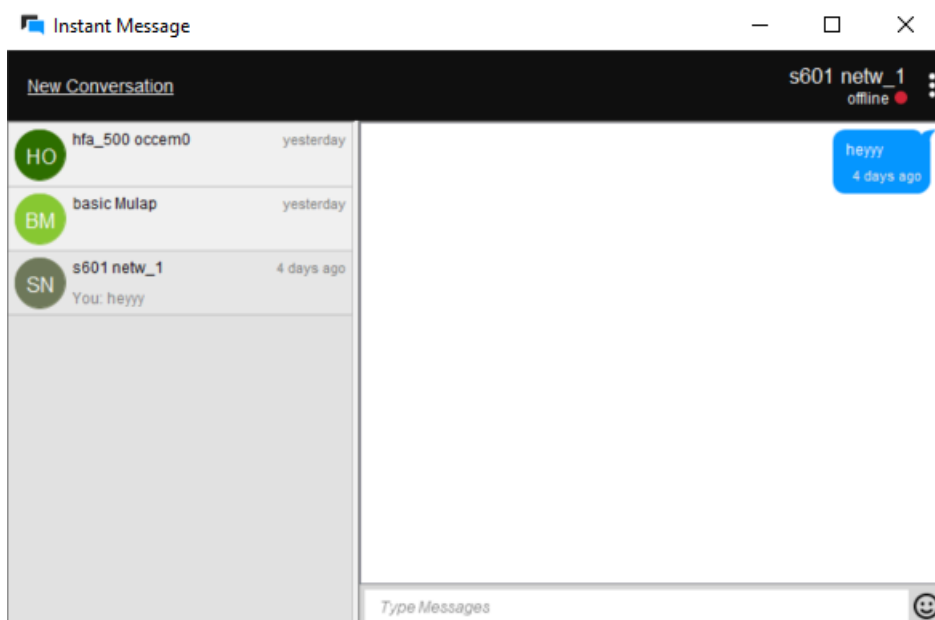 Instant Message
New Conversation
s601 netw_1
offline
HO
hfa_500 occem0
yesterday
BM
basic Mulap
yesterday
SN
s601 netw_1
4 days ago
You: heyyy
heyyy
4 days ago
Type Messages